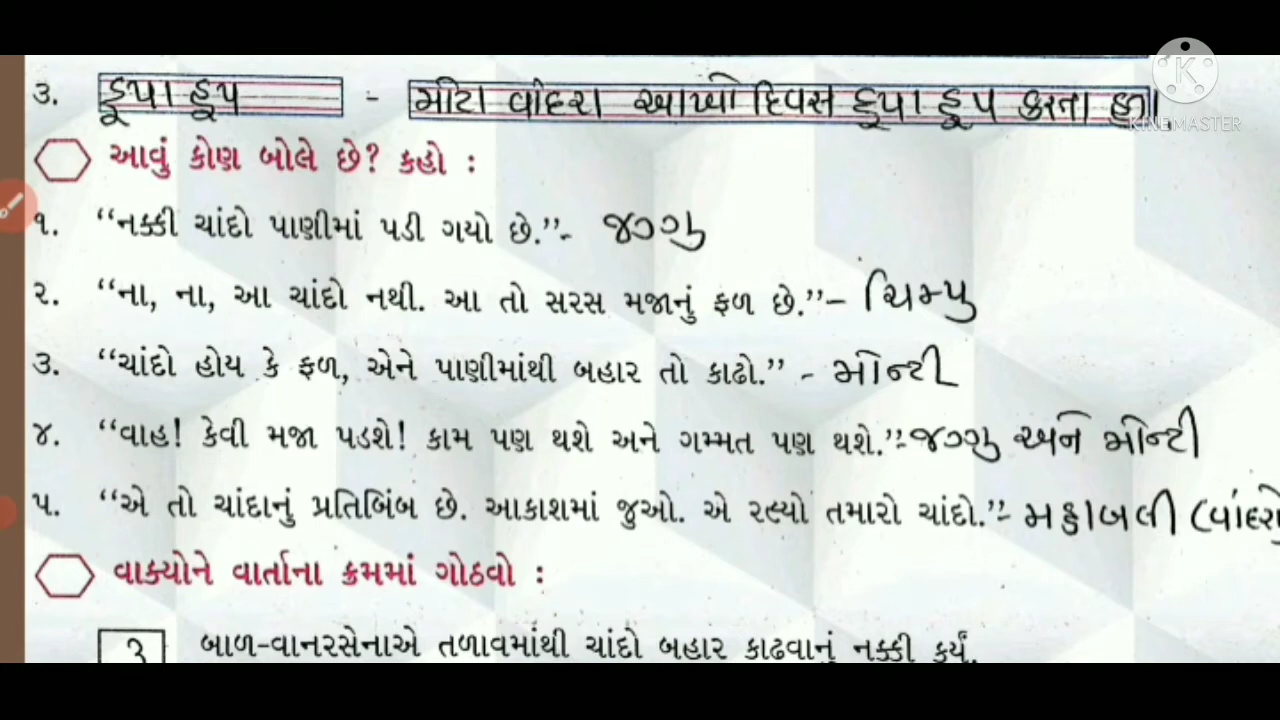 ૩. હૂપા હૂપ - મોટા વાંદરા આખો દિવસ હૂપા હૂપ કરતા હતા
KINEMASTER
આવું કોણ બોલે છે? કહો :
૧. “નક્કી ચાંદો પાણીમાં પડી ગયો છે.”- જગ્ગુ
૨. “ના, ના, આ ચાંદો નથી. આ તો સરસ મજાનું ફળ છે.”– ચિમ્પુ
૩. “ચાંદો હોય કે ફળ, એને પાણીમાંથી બહાર તો કાઢો.” - મોન્ટી
૪. “વાહ! કેવી મજા પડશે! કામ પણ થશે અને ગમ્મત પણ થશે.”-જગ્ગુ અને મોન્ટી
૫. “એ તો ચાંદાનું પ્રતિબિંબ છે. આકાશમાં જુઓ. એ રહ્યો તમારો ચાંદો.”- મહાબલી (વાંદરો
વાક્યોને વાર્તાના ક્રમમાં ગોઠવો :
૩ બાળ-વાનરસેનાએ તળાવમાંથી ચાંદો બહાર કાઢવાનું નક્કી કર્યું.